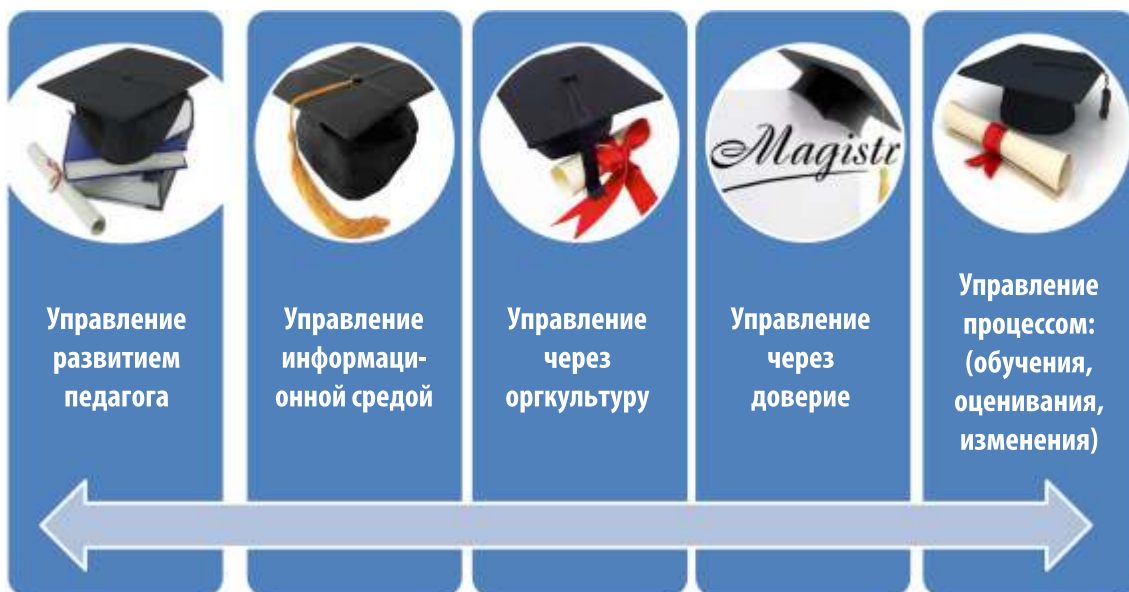 Magistr
Управление
развитием
педагога
Управление
информаци-
онной средой
Управление
через
оргкультуру
Управление
через
доверие
Управление
процессом:
(обучения,
оценивания,
изменения)